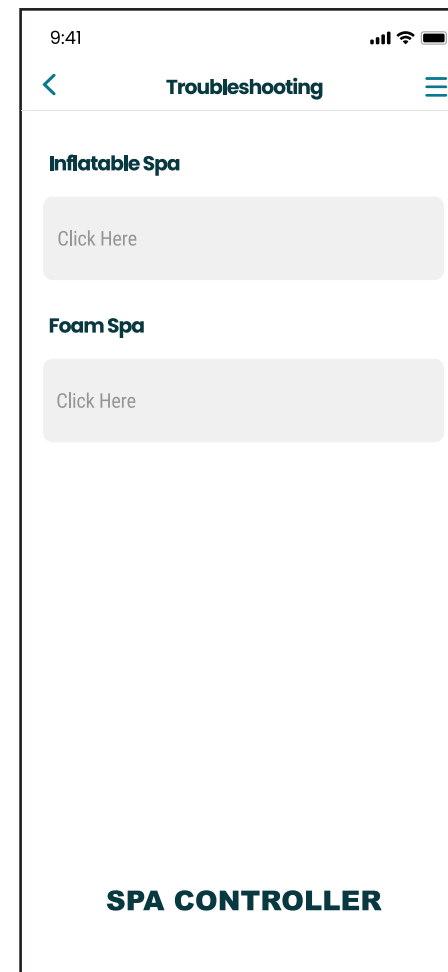 9:41
Troubleshooting
Inflatable Spa
Click Here
Foam Spa
Click Here
SPA CONTROLLER